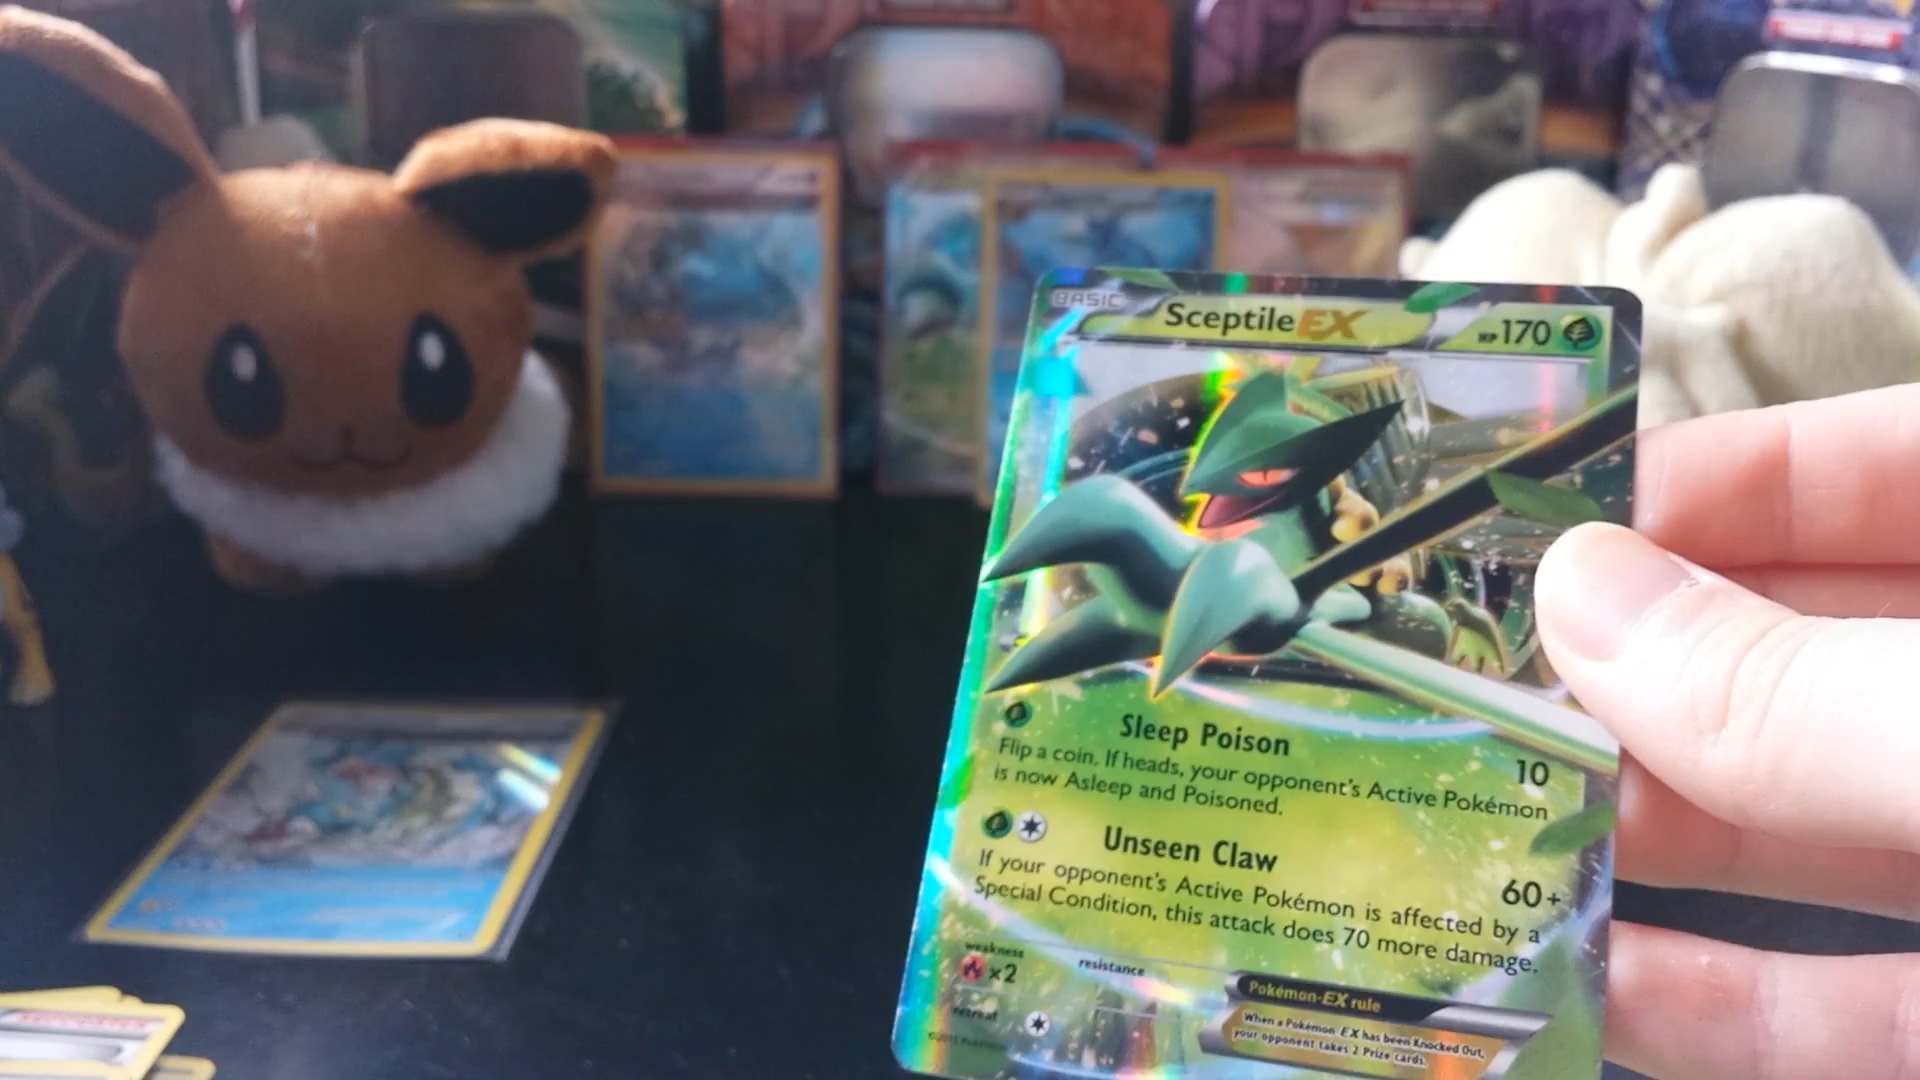 BASIC
Sceptile EX
HP 170
Sleep Poison
10
Flip a coin. If heads, your opponent's Active Pokémon
is now Asleep and Poisoned.
Unseen Claw
60+
If your opponent's Active Pokémon is affected by a
Special Condition, this attack does 70 more damage.
weakness
×2
resistance
retreat
Pokémon-EX rule
When a Pokémon-EX has been Knocked Out,
your opponent takes 2 Prize cards.
©2015 Pokémon